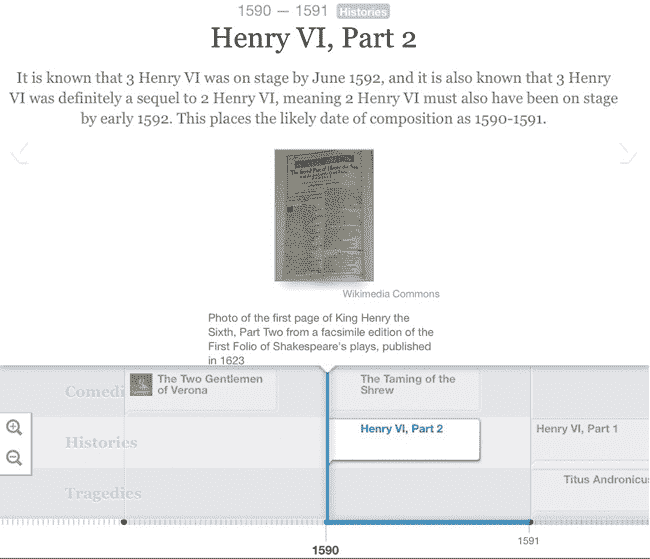 1590 — 1591 Histories
Henry VI, Part 2
It is known that 3 Henry VI was on stage by June 1592, and it is also known that 3 Henry
VI was definitely a sequel to 2 Henry VI, meaning 2 Henry VI must also have been on stage
by early 1592. This places the likely date of composition as 1590-1591.
Wikimedia Commons
Photo of the first page of King Henry the
Sixth, Part Two from a facsimile edition of the
First Folio of Shakespeare's plays, published
in 1623
Comedi
The Two Gentlemen
of Verona
The Taming of the
Shrew
Histories
Henry VI, Part 2
Henry VI, Part 1
Tragedies
Titus Andronicu
1590
1591